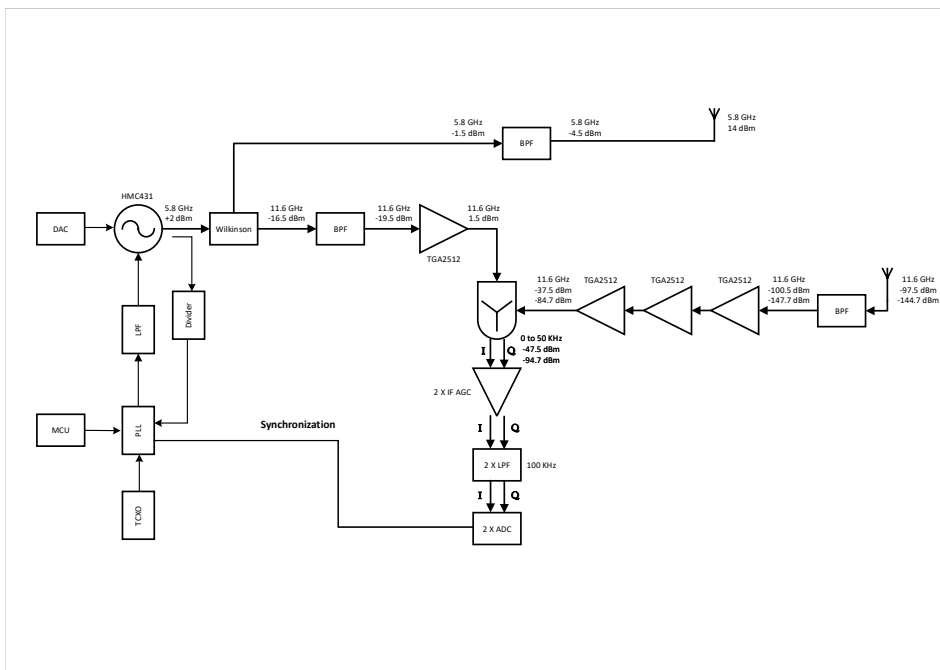 5.8 GHz
-1.5 dBm
BPF
5.8 GHz
-4.5 dBm
5.8 GHz
14 dBm
HMC431
DAC
5.8 GHz
+2 dBm
Wilkinson
11.6 GHz
-16.5 dBm
BPF
11.6 GHz
-19.5 dBm
TGA2512
11.6 GHz
1.5 dBm
LPF
Divider
11.6 GHz
-37.5 dBm
-84.7 dBm
TGA2512
TGA2512
TGA2512
11.6 GHz
-100.5 dBm
-147.7 dBm
BPF
11.6 GHz
-97.5 dBm
-144.7 dBm
I
Q
0 to 50 KHz
-47.5 dBm
-94.7 dBm
2 X IF AGC
MCU
PLL
Synchronization
I
Q
2 X LPF
100 KHz
I
Q
TCXO
2 X ADC